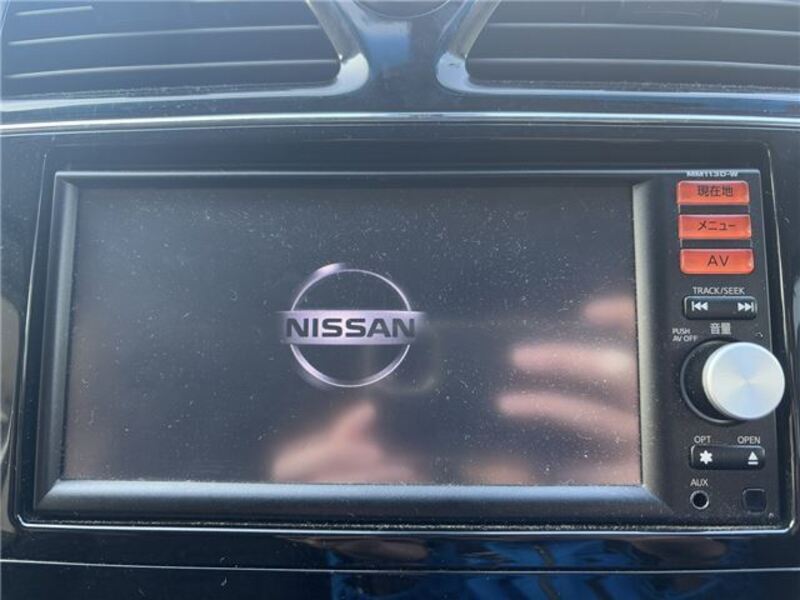 MM113D-W
現在地
メニュー
AV
NISSAN
TRACK/SEEK
音量
PUSH
AV OFF
OPT
OPEN
AUX